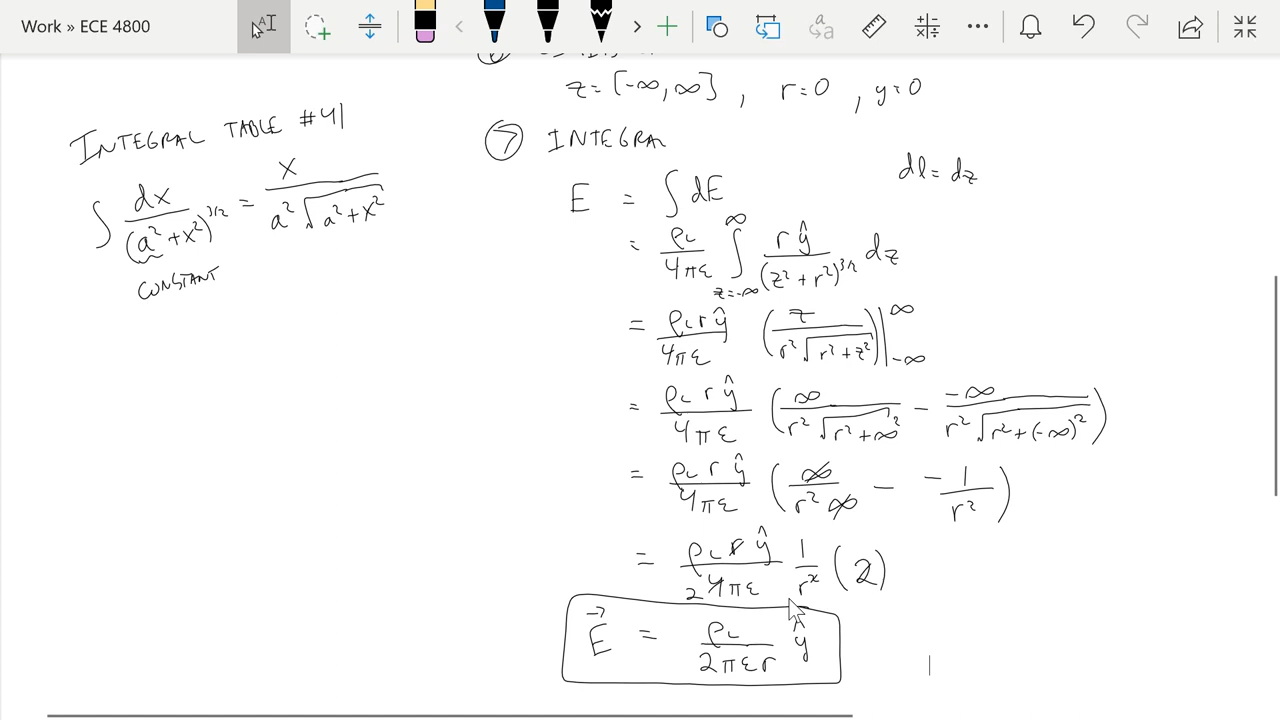 Work » ECE 4800
z = [-∞, ∞] , r = 0 , y = 0
INTEGRAL TABLE #41
∫ dx / (a² + x²)^3/2 = x / a² √(a² + x²)
CONSTANT
⑦ INTEGRAL
dl = dz
E = ∫ dE
= ρL / 4πε ∫ z=-∞ ^∞ r ŷ / (z² + r²)^3/2 dz
= ρL r ŷ / 4πε ( z / r² √(r² + z²) ) |_-∞ ^∞
= ρL r ŷ / 4πε ( ∞ / r² √(r² + ∞²) - -∞ / r² √(r² + (-∞)²) )
= ρL r ŷ / 4πε ( ∞ / r² ∞ - - 1 / r² )
= ρL r ŷ / 2 4πε 1 / r² (2)
E⃗ = ρL / 2πεr ŷ